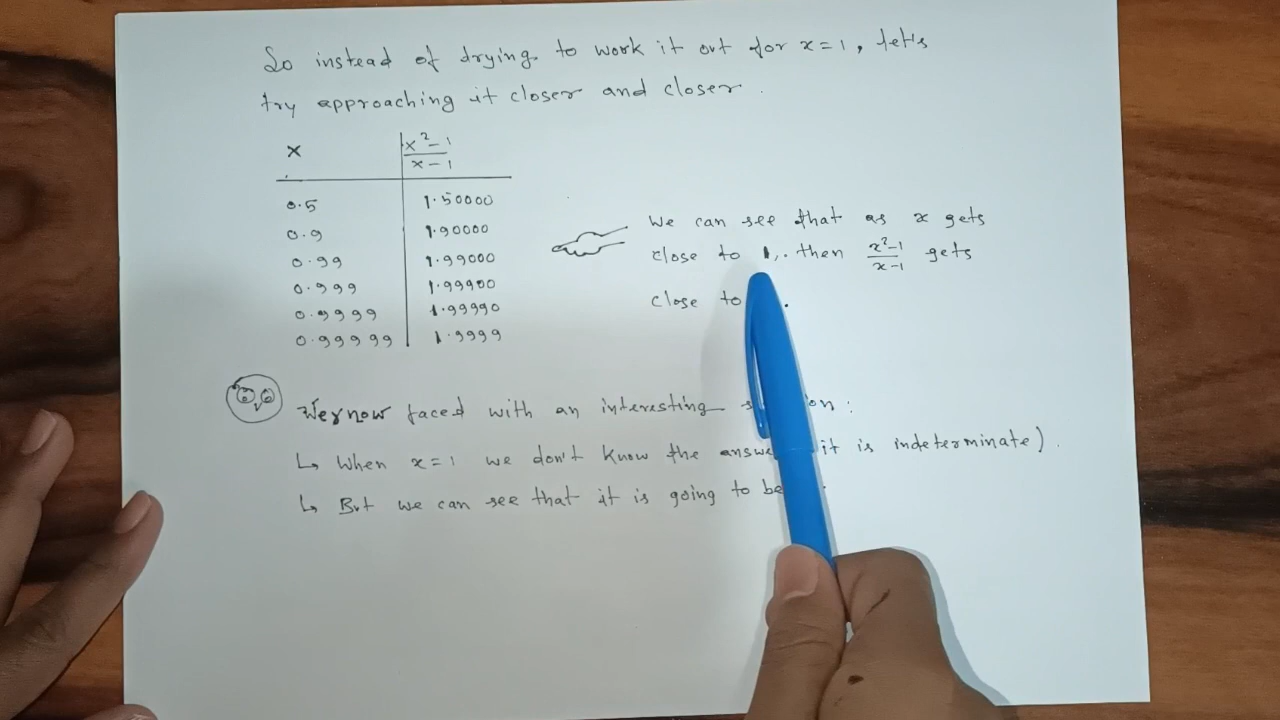 So instead of drying to work it out for x = 1, let's
try approaching it closer and closer.
x | x²-1/x-1
0.5 | 1.50000
0.9 | 1.90000
0.99 | 1.99000
0.999 | 1.99900
0.9999 | 1.99990
0.99999 | 1.9999
We can see that as x gets
close to 1, then x²-1/x-1 gets
close to .
We now faced with an interesting
↳ When x = 1 we don't know the it is indeterminate).
↳ But we can see that it is going to be